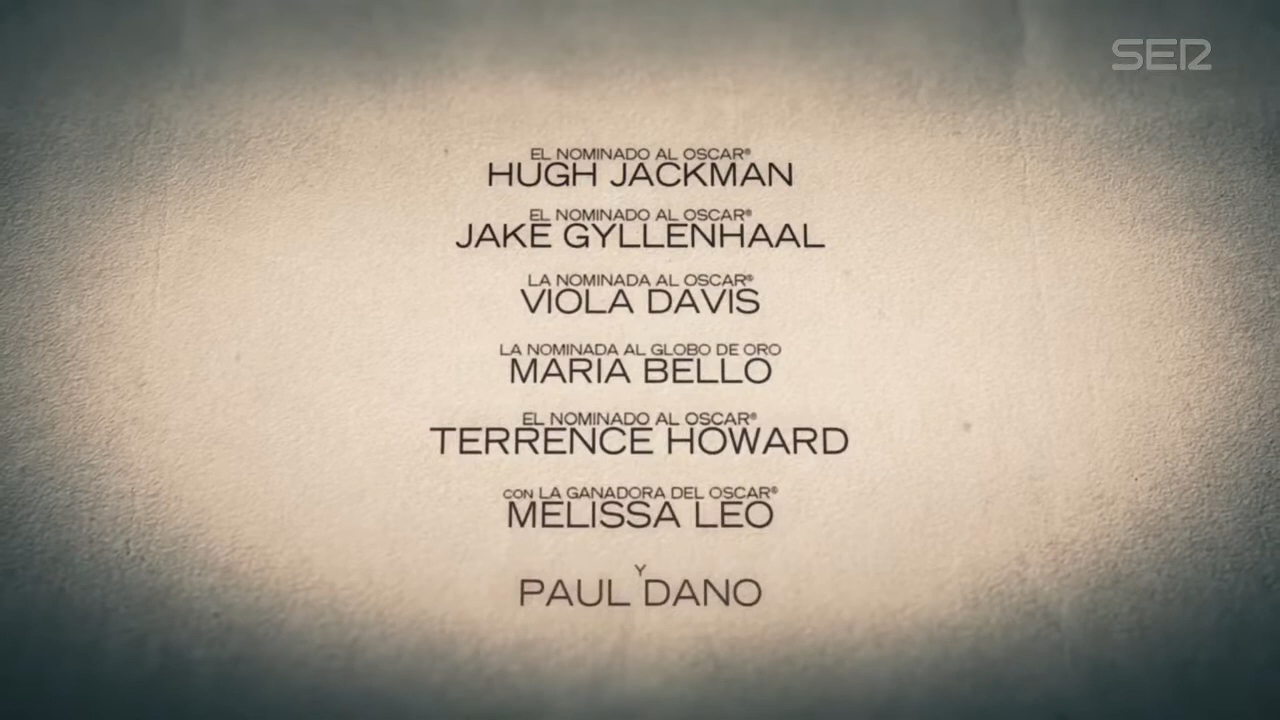 SER
EL NOMINADO AL OSCAR®
HUGH JACKMAN
EL NOMINADO AL OSCAR®
JAKE GYLLENHAAL
LA NOMINADA AL OSCAR®
VIOLA DAVIS
LA NOMINADA AL GLOBO DE ORO
MARIA BELLO
EL NOMINADO AL OSCAR®
TERRENCE HOWARD
CON LA GANADORA DEL OSCAR®
MELISSA LEO
Y
PAUL DANO